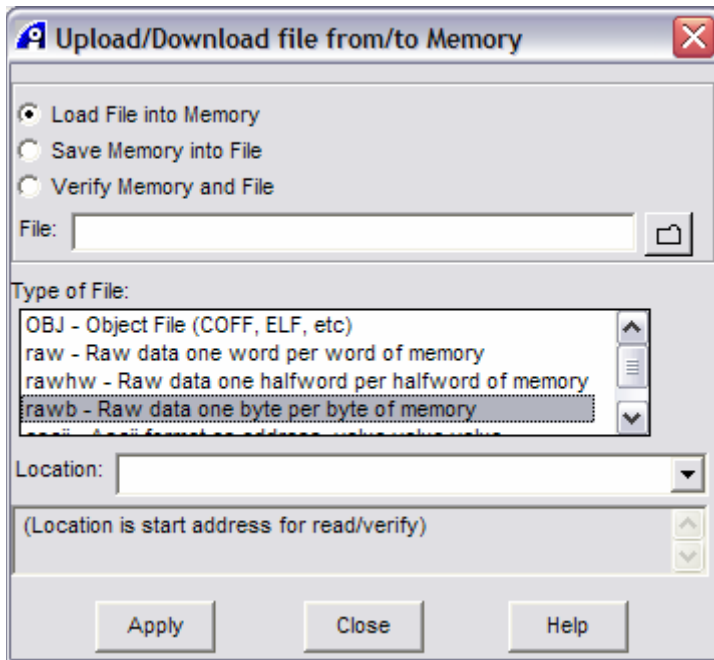 Upload/Download file from/to Memory
Load File into Memory
Save Memory into File
Verify Memory and File
File:
Type of File:
OBJ - Object File (COFF, ELF, etc)
raw - Raw data one word per word of memory
rawhw - Raw data one halfword per halfword of memory
rawb - Raw data one byte per byte of memory
Location:
(Location is start address for read/verify)
Apply Close Help